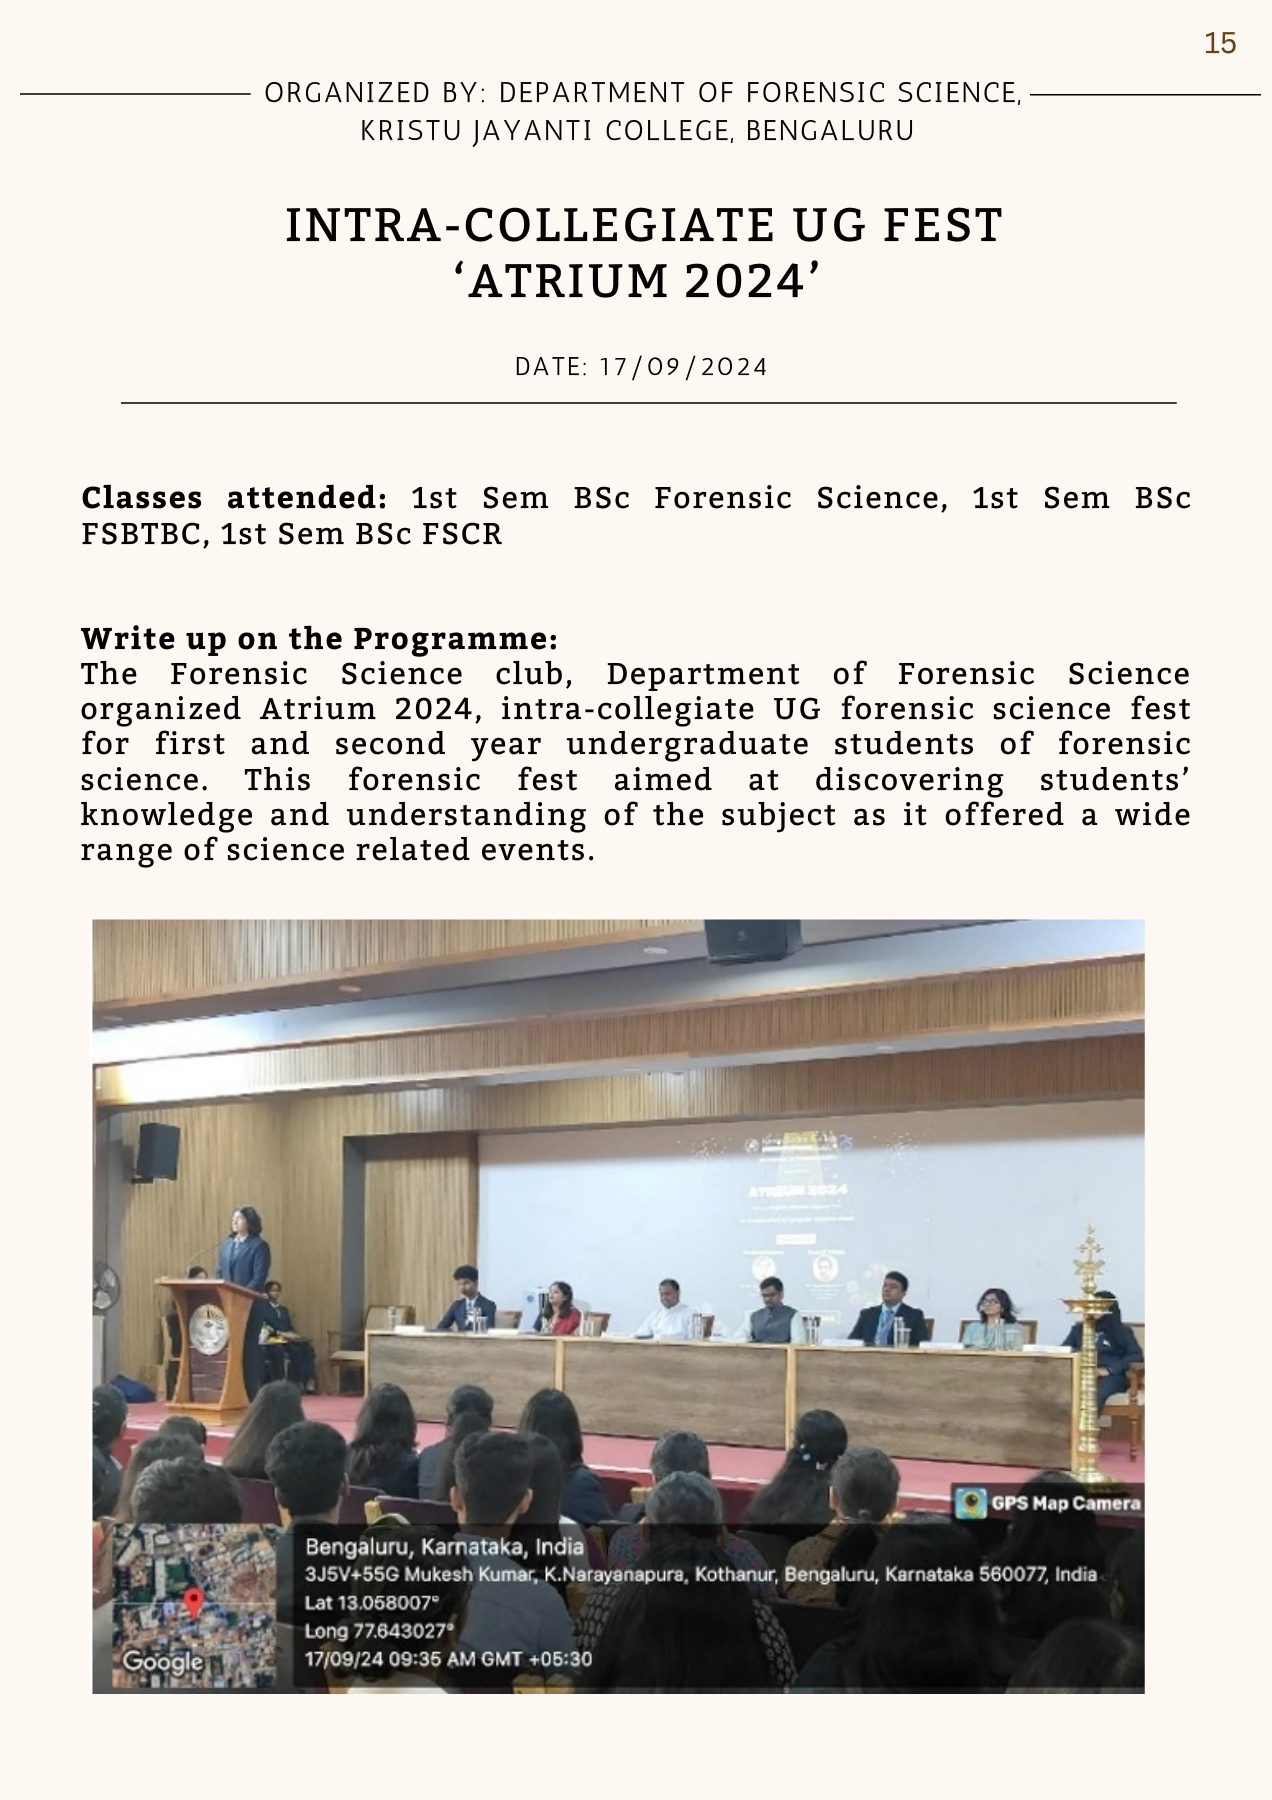 15
ORGANIZED BY: DEPARTMENT OF FORENSIC SCIENCE,
KRISTU JAYANTI COLLEGE, BENGALURU
INTRA-COLLEGIATE UG FEST
‘ATRIUM 2024’
DATE: 17/09/2024
Classes attended: 1st Sem BSc Forensic Science, 1st Sem BSc
FSBTBC, 1st Sem BSc FSCR
Write up on the Programme:
The Forensic Science club, Department of Forensic Science
organized Atrium 2024, intra-collegiate UG forensic science fest
for first and second year undergraduate students of forensic
science. This forensic fest aimed at discovering students’
knowledge and understanding of the subject as it offered a wide
range of science related events.
ATRIUM 2024
GPS Map Camera
Bengaluru, Karnataka, India
3J5V+55G Mukesh Kumar, K.Narayanapura, Kothanur, Bengaluru, Karnataka 560077, India
Lat 13.058007°
Long 77.643027°
17/09/24 09:35 AM GMT +05:30
Google